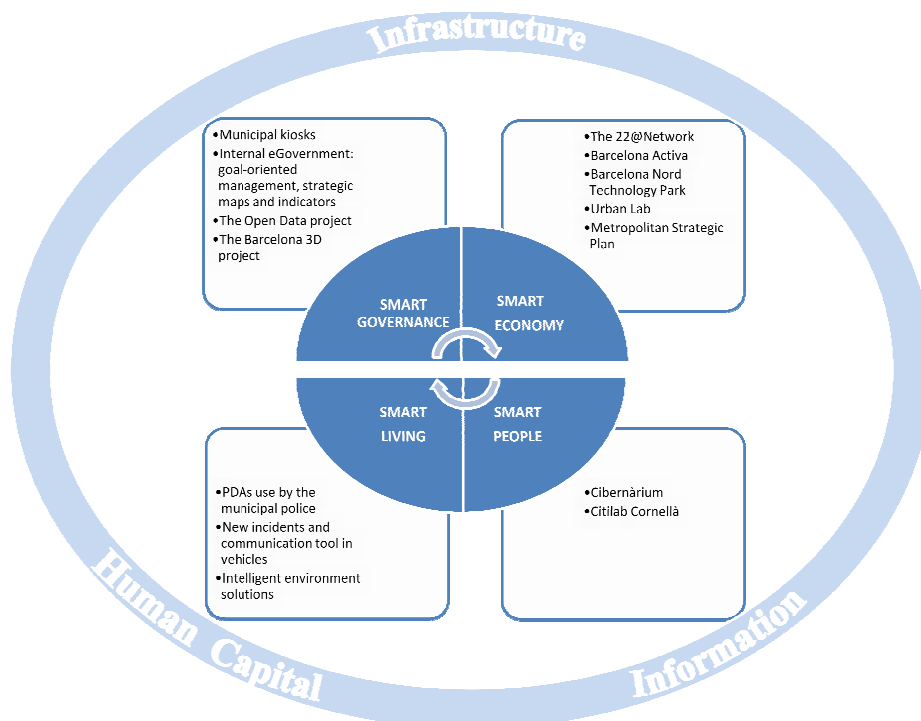 Infrastructure
•Municipal kiosks
•Internal eGovernment:
goal-oriented
management, strategic
maps and indicators
•The Open Data project
•The Barcelona 3D
project
•The 22@Network
•Barcelona Activa
•Barcelona Nord
Technology Park
•Urban Lab
•Metropolitan Strategic
Plan
SMART
GOVERNANCE
SMART
ECONOMY
SMART
LIVING
SMART
PEOPLE
•PDAs use by the
municipal police
•New incidents and
communication tool in
vehicles
•Intelligent environment
solutions
•Cibernàrium
•Citilab Cornellà
Human Capital
Information